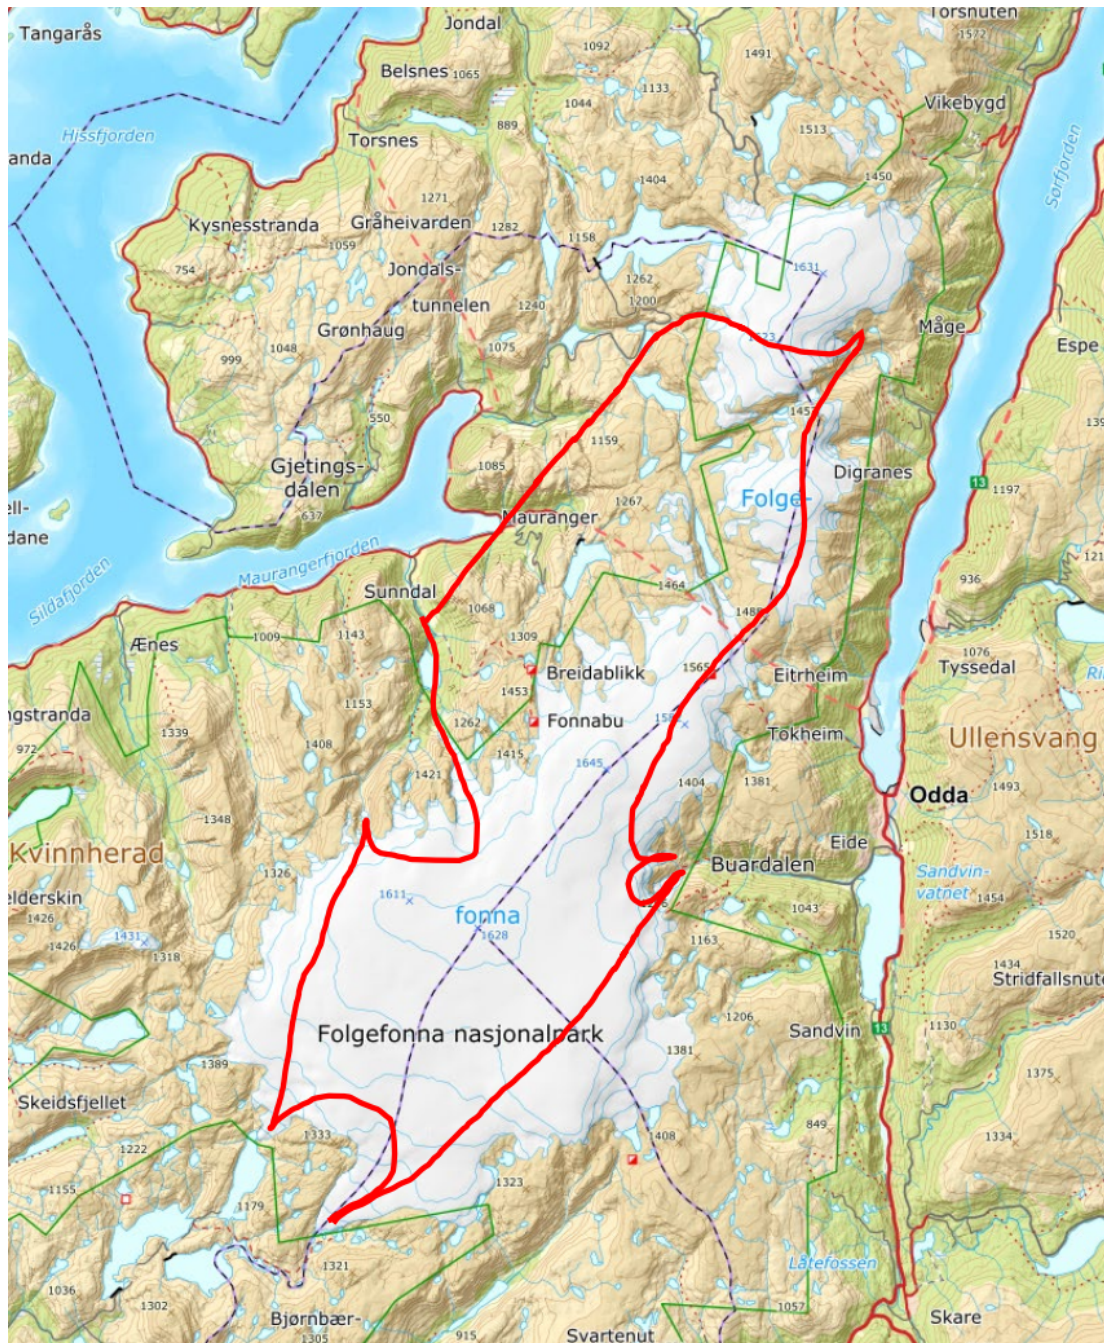 Tangarås
Jondal
Torsnuten
1572
Belsnes
1065
1092
1491
1133
1044
Vikebygd
Hissfjorden
Torsnes
889
1513
anda
1404
1450
Sørfjorden
1271
Kysnesstranda
Gråheivarden
1059
1282
1158
754
Jondals-
tunnelen
1262
1200
1631
1240
Grønhaug
Måge
1048
999
1075
Espe
550
1159
Gjetings-
dalen
1085
Digranes
13
1197
637
Mauranger
1267
Folge-
ell-
dane
Maurangerfjorden
Sildafjorden
Sunndal
1464
936
1068
Ænes
1009
1143
1309
1076
Tyssedal
Breidablikk
1565
Eitrheim
1453
1153
ngstranda
Fonnabu
1262
Tokheim
Ullensvang
972
1339
1408
1415
1421
1645
1404
1381
1493
Odda
1348
1518
Kvinnherad
Eide
Buardalen
1326
Sandvin-
vatnet
elderskin
1611
1454
1426
fonna
1043
1426
1431
1628
1163
1520
1318
1434
Stridfallsnute
1206
Folgefonna nasjonalpark
Sandvin
13
1130
1381
1389
1375
Skeidsfjellet
1222
1333
1408
849
1334
1155
1323
1179
1321
Låtefossen
1036
1302
1057
Bjørnbær-
1305
915
Svartenut
Skare